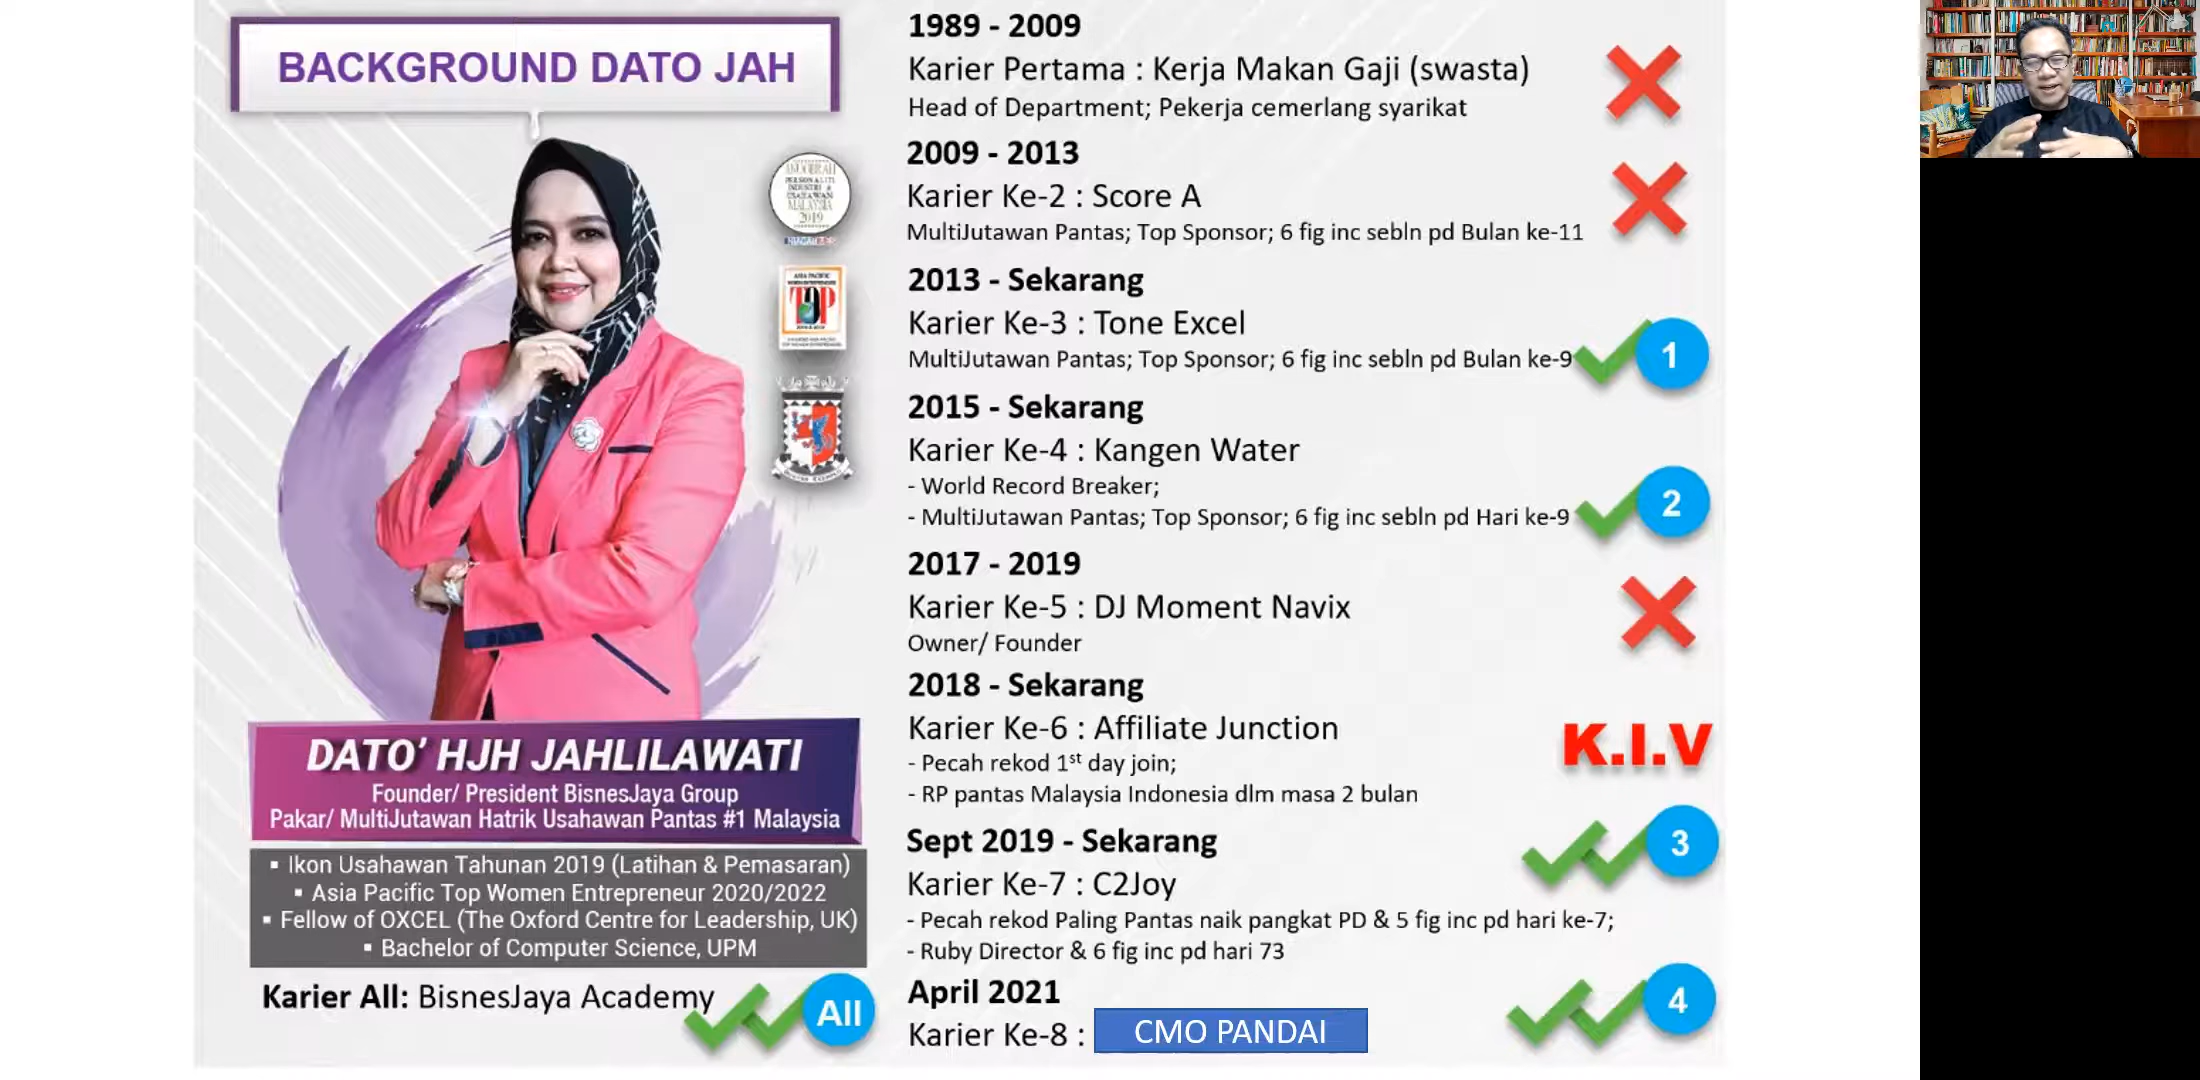 BACKGROUND DATO JAH
ANUGERAH
PERSONALITI
INDUSTRI &
USAHAWAN
MALAYSIA
2019
ASIA PACIFIC
TOP
DATO' HJH JAHLILAWATI
Founder/ President BisnesJaya Group
Pakar/ MultiJutawan Hatrik Usahawan Pantas #1 Malaysia
▪ Ikon Usahawan Tahunan 2019 (Latihan & Pemasaran)
▪ Asia Pacific Top Women Entrepreneur 2020/2022
▪ Fellow of OXCEL (The Oxford Centre for Leadership, UK)
▪ Bachelor of Computer Science, UPM
Karier All: BisnesJaya Academy
All
1989 - 2009
Karier Pertama : Kerja Makan Gaji (swasta)
Head of Department; Pekerja cemerlang syarikat
2009 - 2013
Karier Ke-2 : Score A
MultiJutawan Pantas; Top Sponsor; 6 fig inc sebln pd Bulan ke-11
2013 - Sekarang
Karier Ke-3 : Tone Excel
MultiJutawan Pantas; Top Sponsor; 6 fig inc sebln pd Bulan ke-9
1
2015 - Sekarang
Karier Ke-4 : Kangen Water
- World Record Breaker;
- MultiJutawan Pantas; Top Sponsor; 6 fig inc sebln pd Hari ke-9
2
2017 - 2019
Karier Ke-5 : DJ Moment Navix
Owner/ Founder
2018 - Sekarang
Karier Ke-6 : Affiliate Junction
K.I.V
- Pecah rekod 1st day join;
- RP pantas Malaysia Indonesia dlm masa 2 bulan
Sept 2019 - Sekarang
3
Karier Ke-7 : C2Joy
- Pecah rekod Paling Pantas naik pangkat PD & 5 fig inc pd hari ke-7;
- Ruby Director & 6 fig inc pd hari 73
April 2021
4
Karier Ke-8 : CMO PANDAI